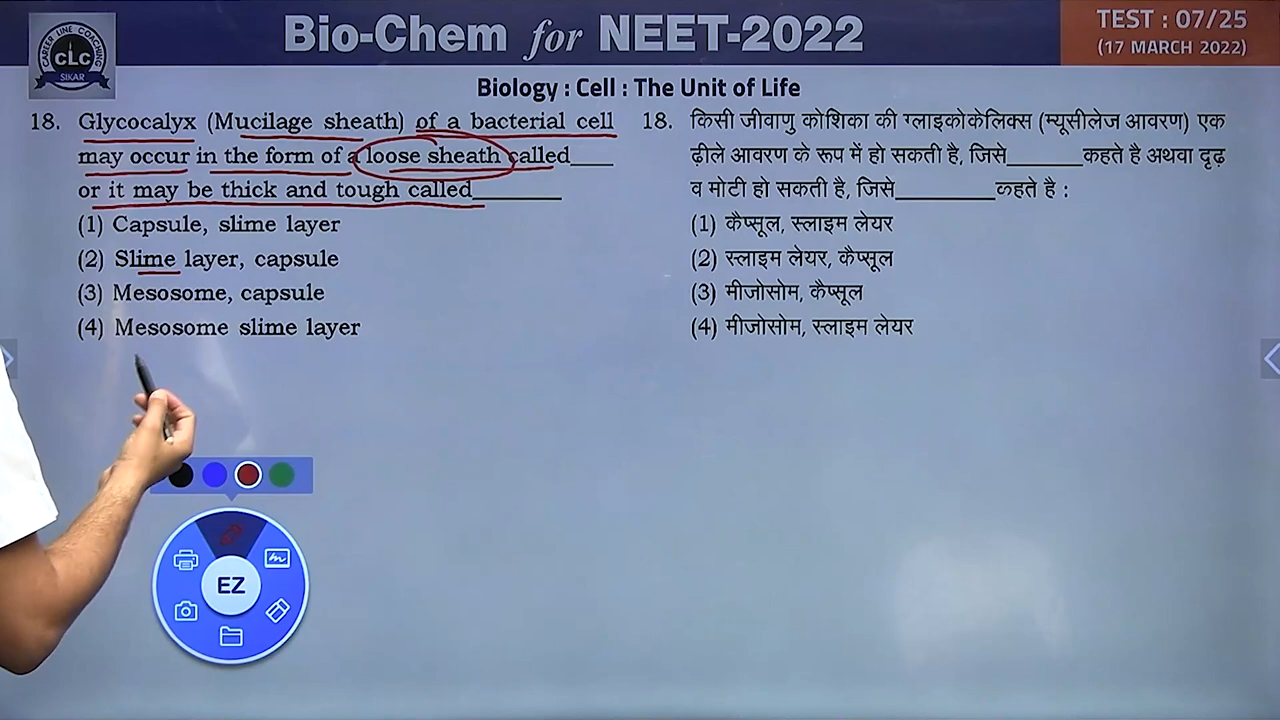 CAREER LINE COACHING
CLC
SIKAR
Bio-Chem for NEET-2022
TEST : 07/25
(17 MARCH 2022)
Biology : Cell : The Unit of Life
18. Glycocalyx (Mucilage sheath) of a bacterial cell
may occur in the form of a loose sheath called____
or it may be thick and tough called________
(1) Capsule, slime layer
(2) Slime layer, capsule
(3) Mesosome, capsule
(4) Mesosome slime layer
18. किसी जीवाणु कोशिका की ग्लाइकोकेलिक्स (म्यूसीलेज आवरण) एक
ढ़ीले आवरण के रूप में हो सकती है, जिसे______कहते है अथवा दृढ़
व मोटी हो सकती है, जिसे________कहते है :
(1) कैप्सूल, स्लाइम लेयर
(2) स्लाइम लेयर, कैप्सूल
(3) मीजोसोम, कैप्सूल
(4) मीजोसोम, स्लाइम लेयर
EZ